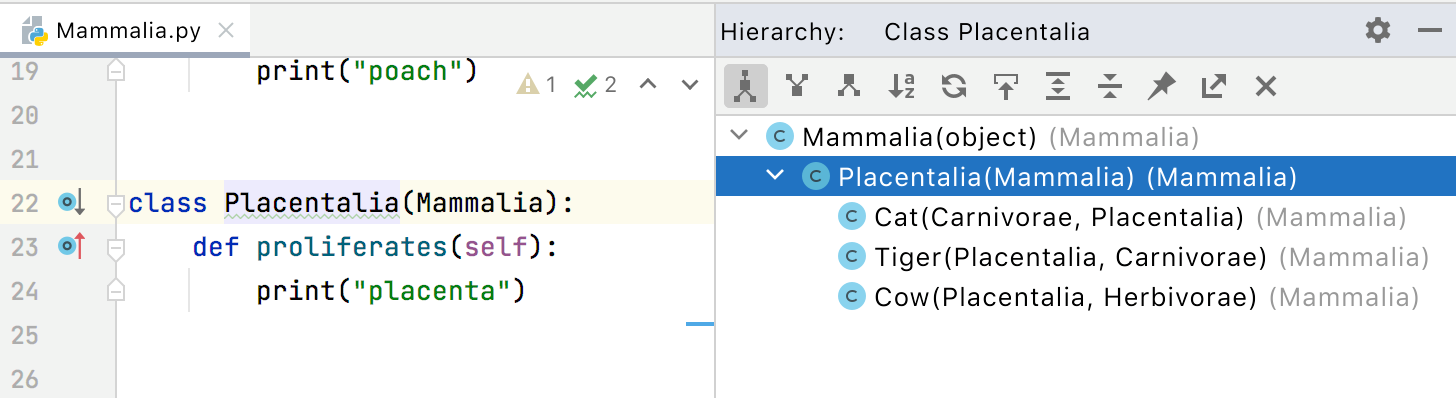 Mammalia.py
19 print("poach") 1 2
20
21
22 class Placentalia(Mammalia):
23 def proliferates(self):
24 print("placenta")
25
26
Hierarchy: Class Placentalia
Mammalia(object) (Mammalia)
Placentalia(Mammalia) (Mammalia)
Cat(Carnivorae, Placentalia) (Mammalia)
Tiger(Placentalia, Carnivorae) (Mammalia)
Cow(Placentalia, Herbivorae) (Mammalia)